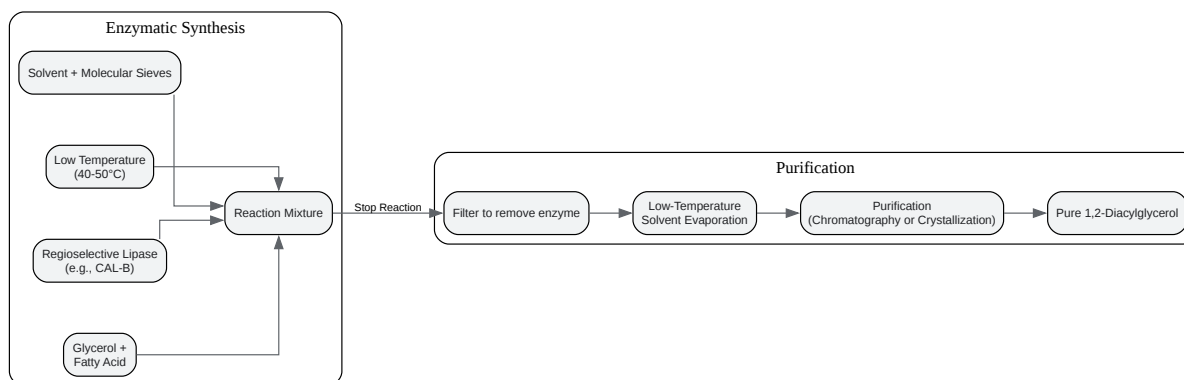 Enzymatic Synthesis
Solvent + Molecular Sieves
Low Temperature
(40-50°C)
Regioselective Lipase
(e.g., CAL-B)
Glycerol +
Fatty Acid
Reaction Mixture
Stop Reaction
Purification
Filter to remove enzyme
Low-Temperature
Solvent Evaporation
Purification
(Chromatography or Crystallization)
Pure 1,2-Diacylglycerol